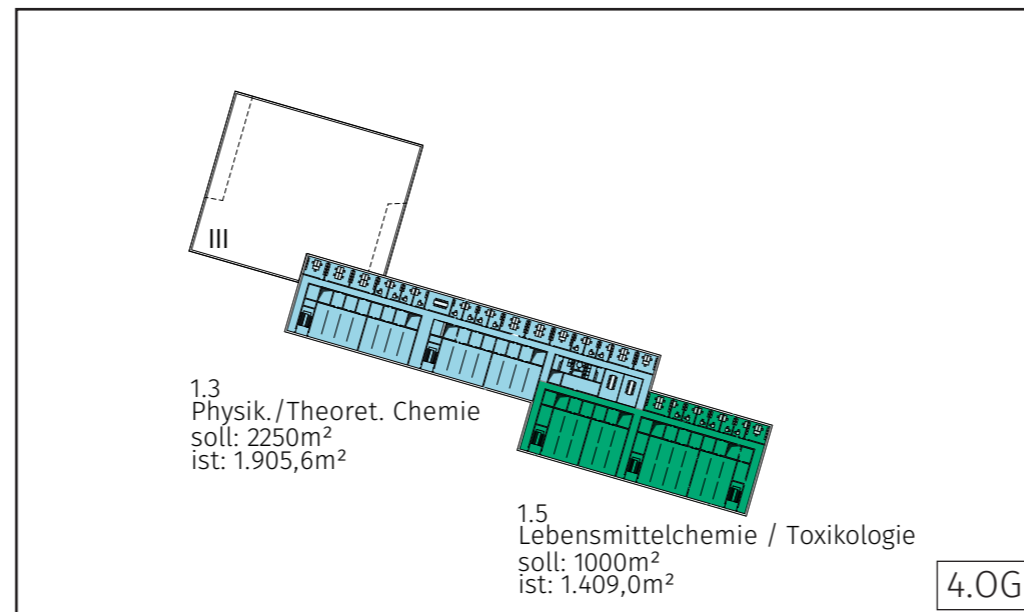 III
1.3
Physik./Theoret. Chemie
soll: 2250m²
ist: 1.905,6m²
1.5
Lebensmittelchemie / Toxikologie
soll: 1000m²
ist: 1.409,0m²
4.OG